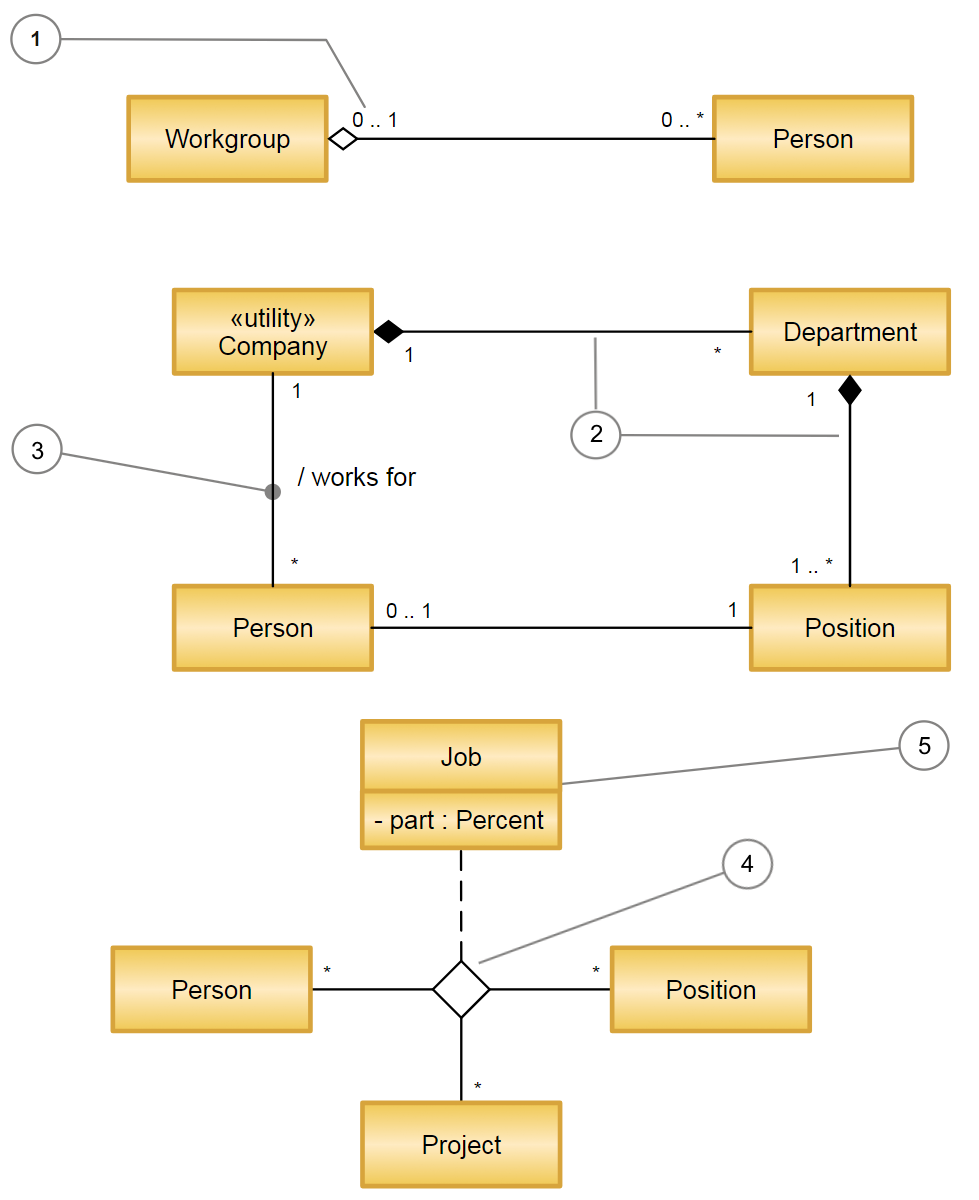 1
0 .. 1
0 .. *
Workgroup
Person
«utility»
Company
Department
1
*
1
1
2
3
/ works for
*
1 .. *
0 .. 1
1
Person
Position
Job
5
- part : Percent
4
*
*
Person
Position
*
Project